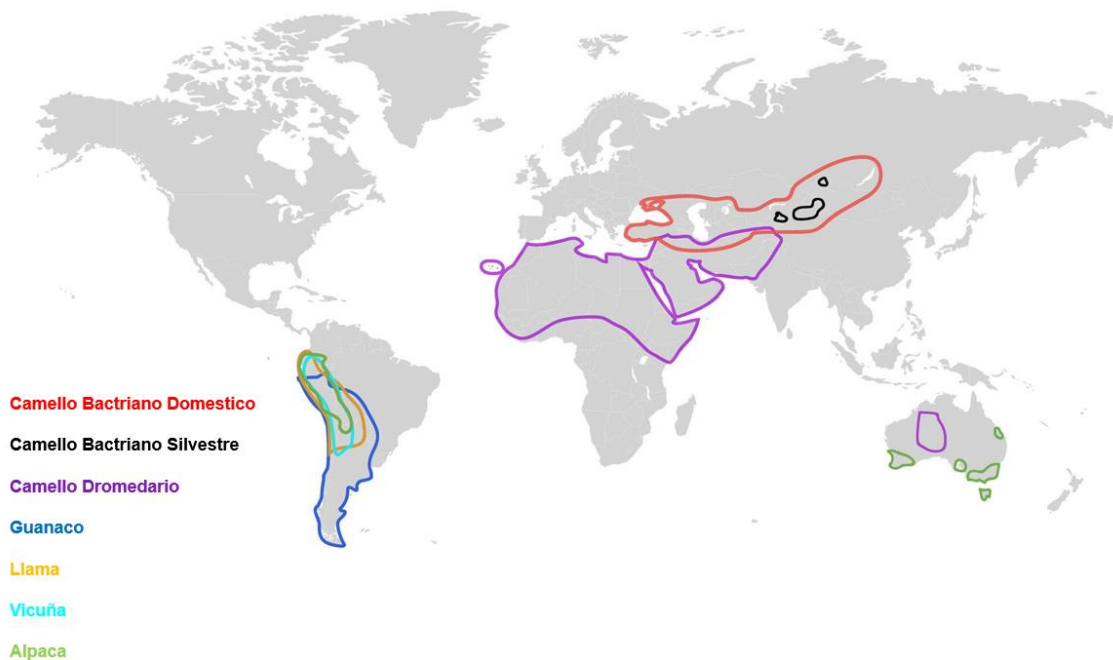 Camello Bactriano Domestico
Camello Bactriano Silvestre
Camello Dromedario
Guanaco
Llama
Vicuña
Alpaca